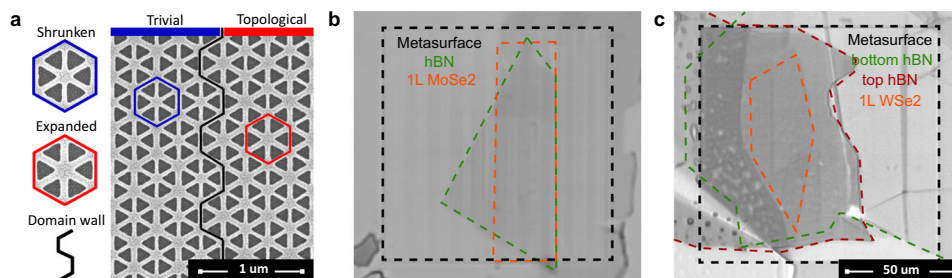 a
Trivial
Topological
Shrunken
Expanded
Domain wall
1 um
b
Metasurface
hBN
1L MoSe2
c
Metasurface
bottom hBN
top hBN
1L WSe2
50 um